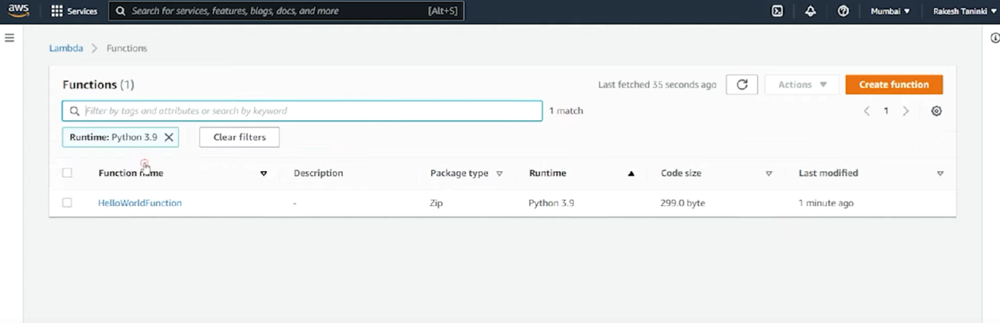 aws Services Search for services, features, blogs, docs, and more [Alt+S] Mumbai ▼ Rakesh Taninki ▼
Lambda > Functions
Functions (1) Last fetched 35 seconds ago Actions ▼ Create function
Filter by tags and attributes or search by keyword 1 match < 1 >
Runtime: Python 3.9 X Clear filters
Function name Description Package type Runtime Code size Last modified
HelloWorldFunction - Zip Python 3.9 299.0 byte 1 minute ago